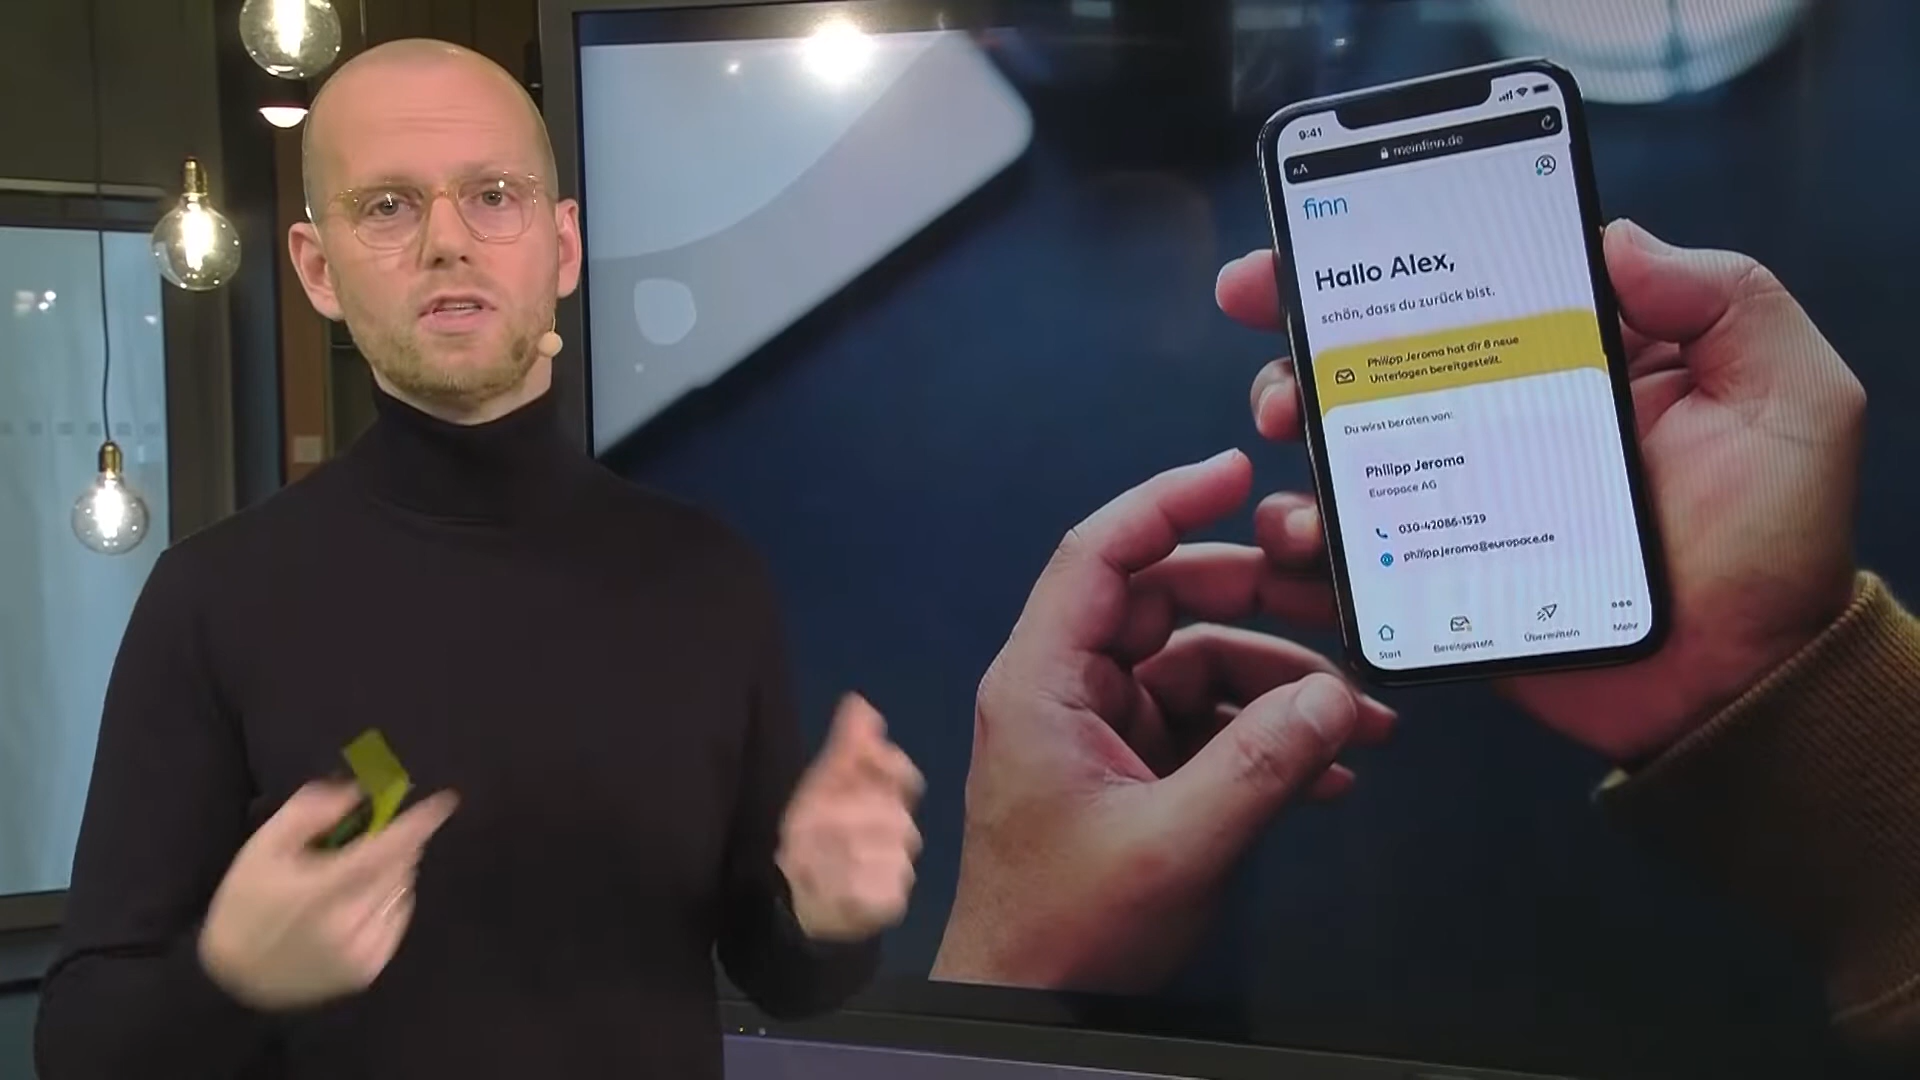 9:41
AA
meinfinn.de
finn
Hallo Alex,
schön, dass du zurück bist.
Philipp Jeroma hat dir 8 neue
Unterlagen bereitgestellt.
Du wirst beraten von:
Philipp Jeroma
Europace AG
030-42086-1529
philipp.jeroma@europace.de
Start
Bereitgestellt
Übermitteln
Mehr